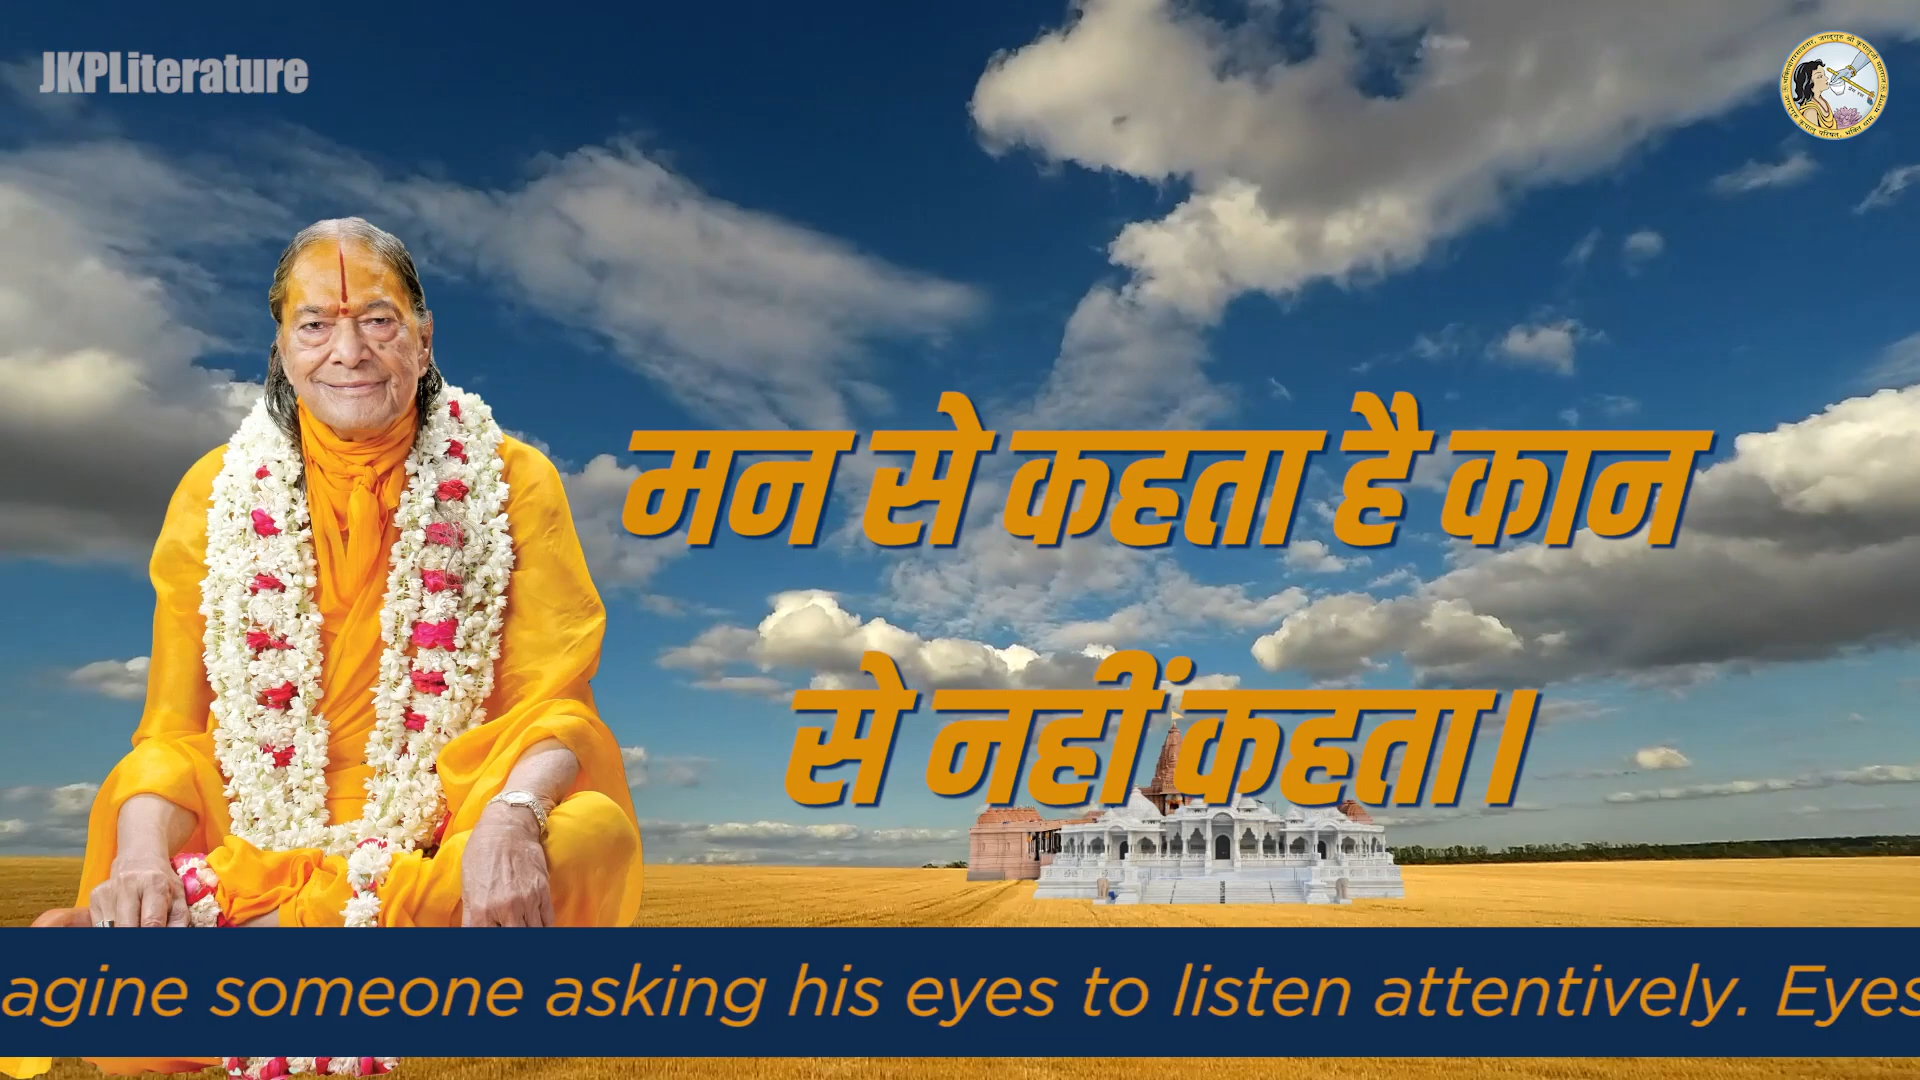 JKPLiterature
मन से कहता है कान
से नहीं कहता।
agine someone asking his eyes to listen attentively. Eyes